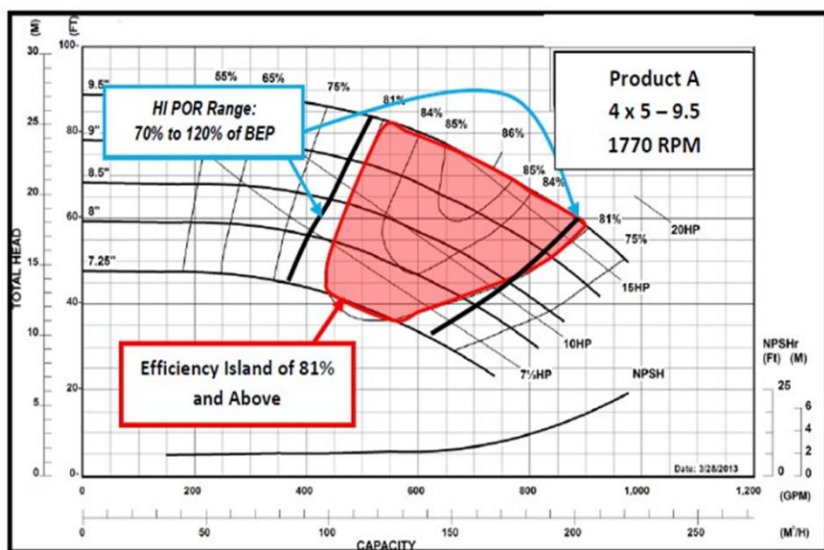 (M) (FT)
Product A
4 x 5 – 9.5
1770 RPM
HI POR Range:
70% to 120% of BEP
Efficiency Island of 81%
and Above
55% 65% 75% 81% 84% 85% 86% 85% 84% 81% 75%
9.5"
9"
8.5"
8"
7.25"
20HP
15HP
10HP
7½HP
NPSH
NPSHr
(Ft) (M)
25
6
4
2
0 0
TOTAL HEAD
30
25
20
15
10
5
0
100
80
60
40
20
0
Date: 3/28/2013
0 200 400 600 800 1,000 1,200
(GPM)
0 50 100 150 200 250
(M³/H)
CAPACITY